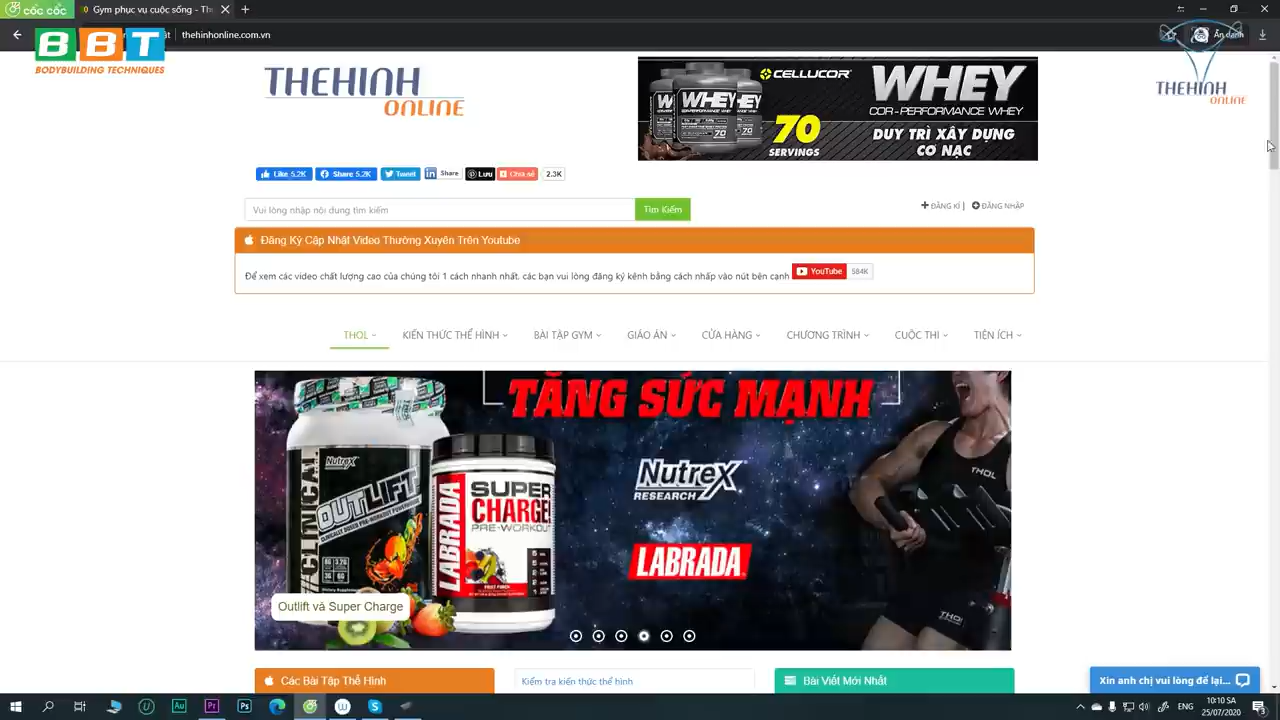 cốc cốc
Gym phục vụ cuộc sống.
thehinhonline.com.vn
Ẩn danh
BBT
BODYBUILDING TECHNIQUES
THEHINH
ONLINE
CELLUCOR
WHEY
COR-PERFORMANCE WHEY
70
SERVINGS
DUY TRÌ XÂY DỰNG
CƠ NẠC
THEHINH
ONLINE
Like 5.2K
Share 5.2K
Tweet
Share
Lưu
Chia sẻ
2.3K
Vui lòng nhập nội dung tìm kiếm
Tìm Kiếm
ĐĂNG KÍ |
ĐĂNG NHẬP
Đăng Ký Cập Nhật Video Thường Xuyên Trên Youtube
Để xem các video chất lượng cao của chúng tôi 1 cách nhanh nhất, các bạn vui lòng đăng ký kênh bằng cách nhấp vào nút bên cạnh
YouTube
584K
THOL
KIẾN THỨC THỂ HÌNH
BÀI TẬP GYM
GIÁO ÁN
CỬA HÀNG
CHƯƠNG TRÌNH
CUỘC THI
TIỆN ÍCH
TĂNG SỨC MẠNH
Nutrex
OUTLIFT
LABRADA
SUPER
CHARGE
PRE-WORKOUT
FRUIT PUNCH
Nutrex
RESEARCH
LABRADA
THOL
THOL
Outlift và Super Charge
Các Bài Tập Thể Hình
Kiểm tra kiến thức thể hình
Bài Viết Mới Nhất
Xin anh chị vui lòng để lại...
ENG
10:10 SA
25/07/2020